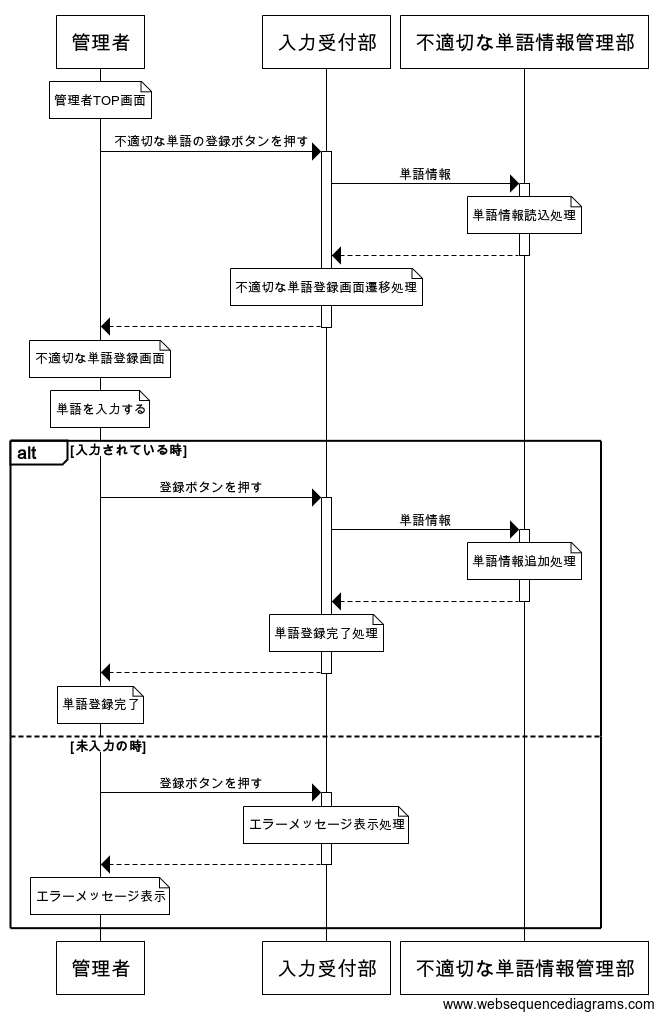 管理者 入力受付部 不適切な単語情報管理部
管理者TOP画面
不適切な単語の登録ボタンを押す
単語情報
単語情報読込処理
不適切な単語登録画面遷移処理
不適切な単語登録画面
単語を入力する
alt [入力されている時]
登録ボタンを押す
単語情報
単語情報追加処理
単語登録完了処理
単語登録完了
[未入力の時]
登録ボタンを押す
エラーメッセージ表示処理
エラーメッセージ表示
管理者 入力受付部 不適切な単語情報管理部
www.websequencediagrams.com